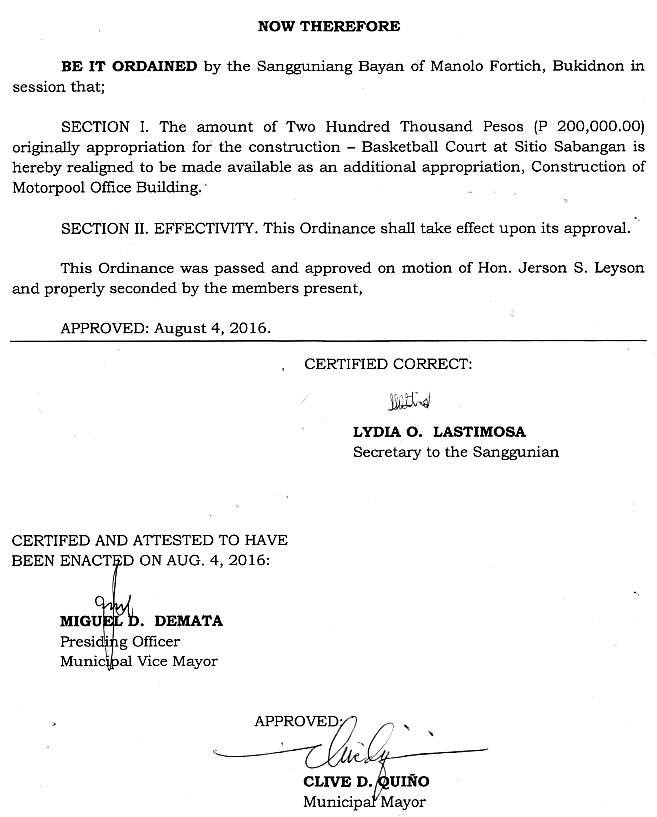 NOW THEREFORE
BE IT ORDAINED by the Sangguniang Bayan of Manolo Fortich, Bukidnon in
session that;
SECTION I. The amount of Two Hundred Thousand Pesos (P 200,000.00)
originally appropriation for the construction – Basketball Court at Sitio Sabangan is
hereby realigned to be made available as an additional appropriation, Construction of
Motorpool Office Building.
SECTION II. EFFECTIVITY. This Ordinance shall take effect upon its approval.
This Ordinance was passed and approved on motion of Hon. Jerson S. Leyson
and properly seconded by the members present,
APPROVED: August 4, 2016.
CERTIFIED CORRECT:
LYDIA O. LASTIMOSA
Secretary to the Sanggunian
CERTIFED AND ATTESTED TO HAVE
BEEN ENACTED ON AUG. 4, 2016:
MIGUEL D. DEMATA
Presiding Officer
Municipal Vice Mayor
APPROVED:
CLIVE D. QUIÑO
Municipal Mayor